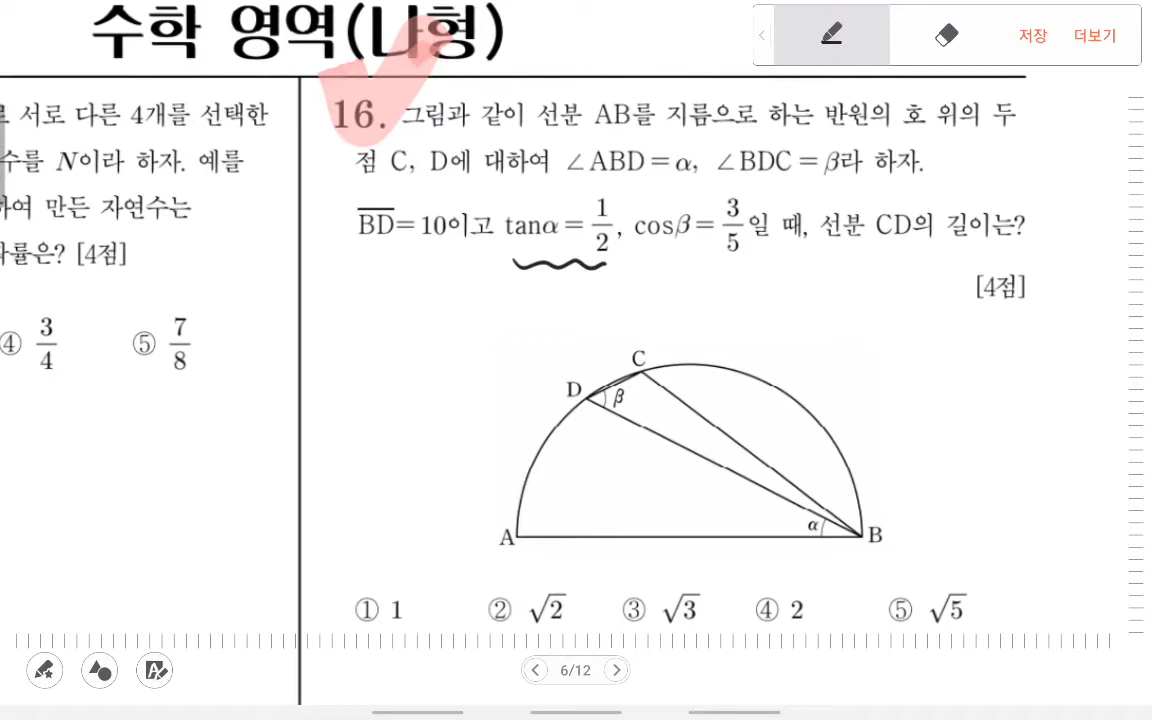 수학 영역(나형)
저장 더보기
서로 다른 4개를 선택한
수를 N이라 하자. 예를
하여 만든 자연수는
확률은? [4점]
④ 3/4 ⑤ 7/8
16. 그림과 같이 선분 AB를 지름으로 하는 반원의 호 위의 두
점 C, D에 대하여 ∠ABD=α, ∠BDC=β라 하자.
BD=10이고 tanα=1/2, cosβ=3/5일 때, 선분 CD의 길이는?
[4점]
C
D
β
α
A
B
① 1 ② √2 ③ √3 ④ 2 ⑤ √5
6/12